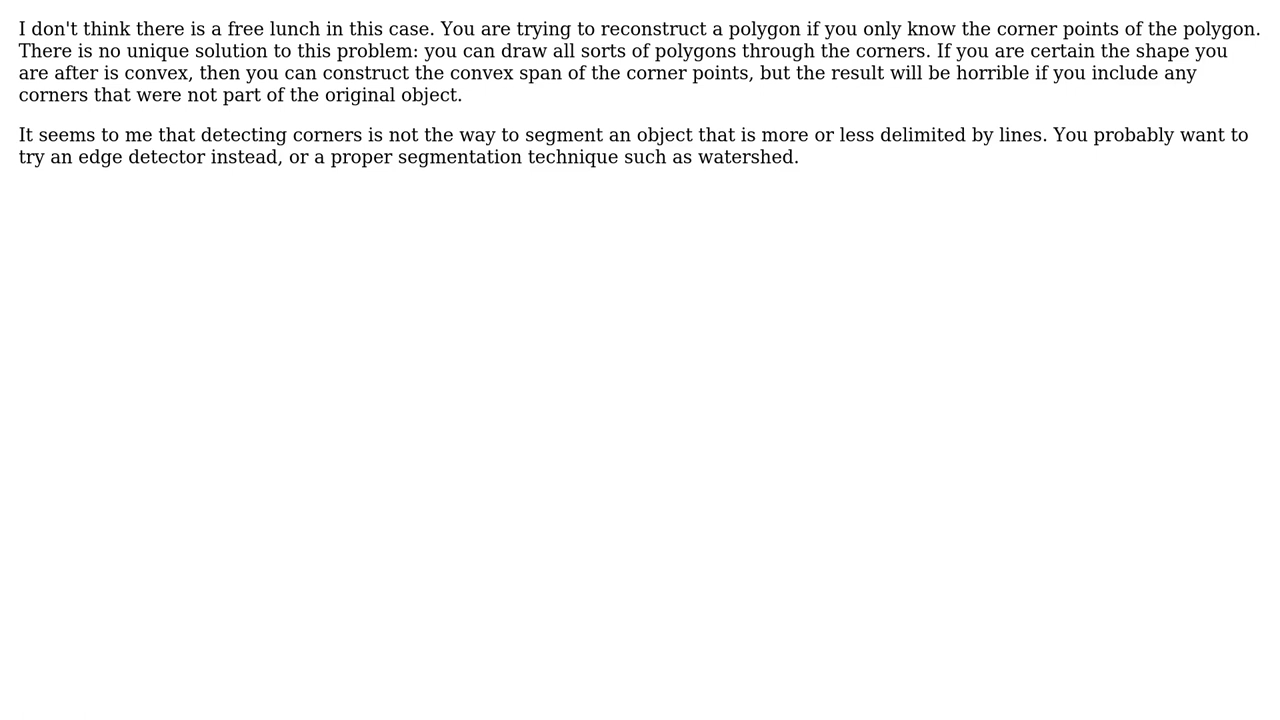 I don't think there is a free lunch in this case. You are trying to reconstruct a polygon if you only know the corner points of the polygon.
There is no unique solution to this problem: you can draw all sorts of polygons through the corners. If you are certain the shape you
are after is convex, then you can construct the convex span of the corner points, but the result will be horrible if you include any
corners that were not part of the original object.
It seems to me that detecting corners is not the way to segment an object that is more or less delimited by lines. You probably want to
try an edge detector instead, or a proper segmentation technique such as watershed.